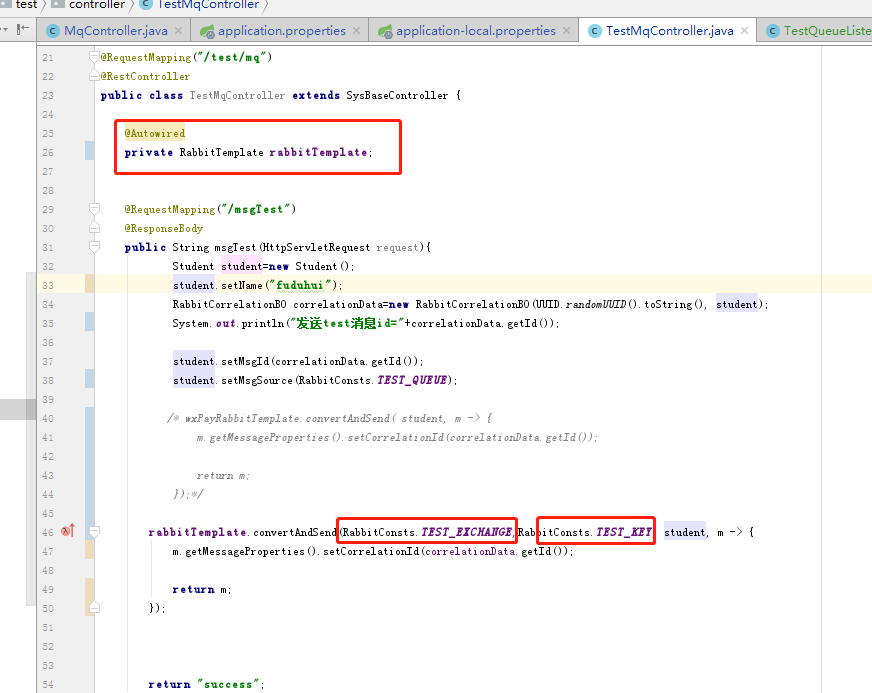 test controller TestMqController
MqController.java application.properties application-local.properties TestMqController.java TestQueueListe
21 @RequestMapping("/test/mq")
22 @RestController
23 public class TestMqController extends SysBaseController {
24
25 @Autowired
26 private RabbitTemplate rabbitTemplate;
27
28
29 @RequestMapping("/msgTest")
30 @ResponseBody
31 public String msgTest(HttpServletRequest request){
32 Student student=new Student();
33 student.setName("fuduhui");
34 RabbitCorrelationBO correlationData=new RabbitCorrelationBO(UUID.randomUUID().toString(), student);
35 System.out.println("发送test消息id="+correlationData.getId());
36
37 student.setMsgId(correlationData.getId());
38 student.setMsgSource(RabbitConsts.TEST_QUEUE);
39
40 /* wxPayRabbitTemplate.convertAndSend( student, m -> {
41 m.getMessageProperties().setCorrelationId(correlationData.getId());
42
43 return m;
44 });*/
45
46 rabbitTemplate.convertAndSend(RabbitConsts.TEST_EXCHANGE,RabbitConsts.TEST_KEY, student, m -> {
47 m.getMessageProperties().setCorrelationId(correlationData.getId());
48
49 return m;
50 });
51
52
53
54 return "success";